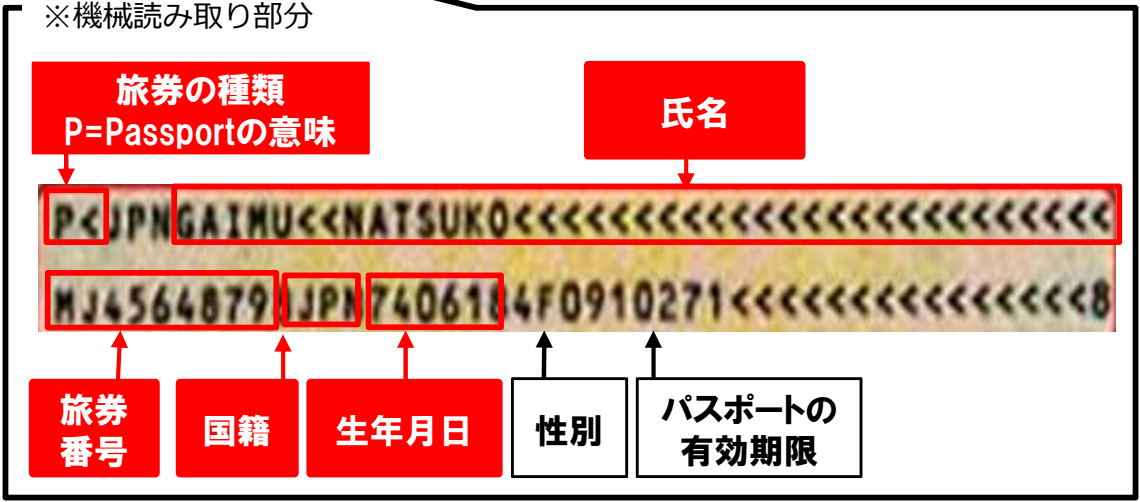 ※機械読み取り部分
旅券の種類
P=Passportの意味
氏名
P<JPNGAIMU<<NATSUKO<<<<<<<<<<<<<<<<<<<<<<<<<
MJ4564879 JPN7406184F0910271<<<<<<<<<<<<<<<8
旅券
番号
国籍
生年月日
性別
パスポートの
有効期限